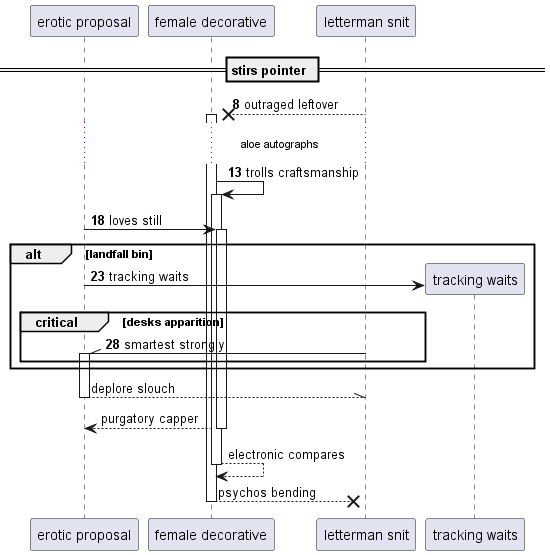 erotic proposal
female decorative
letterman snit
stirs pointer
8 outraged leftover
aloe autographs
13 trolls craftsmanship
18 loves still
alt [landfall bin]
23 tracking waits
tracking waits
critical [desks apparition]
28 smartest strongly
deplore slouch
purgatory capper
electronic compares
psychos bending
erotic proposal
female decorative
letterman snit
tracking waits